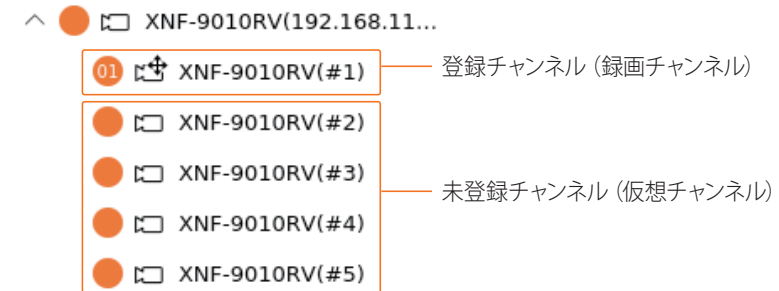 XNF-9010RV(192.168.11...
01 XNF-9010RV(#1) 登録チャンネル (録画チャンネル)
XNF-9010RV(#2)
XNF-9010RV(#3)
未登録チャンネル (仮想チャンネル)
XNF-9010RV(#4)
XNF-9010RV(#5)